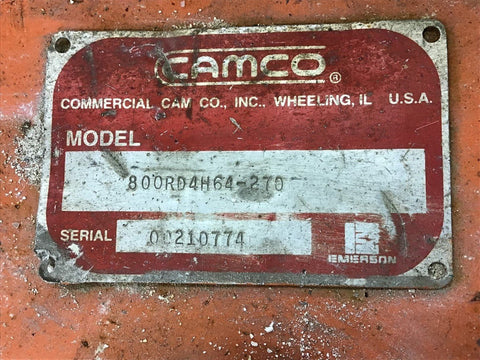 CAMCO ®
COMMERCIAL CAM CO., INC., WHEELING, IL U.S.A.
MODEL
800RD4H64-270
SERIAL 00210774
EMERSON